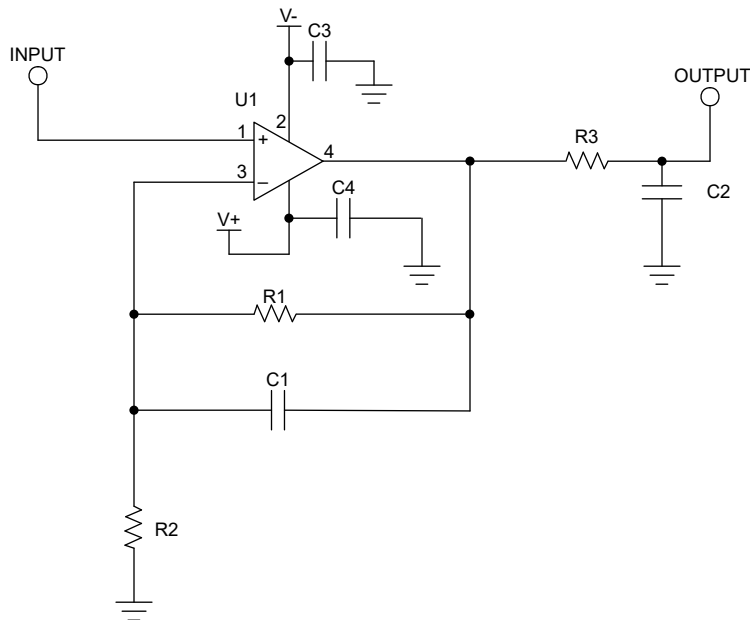 V-
C3
INPUT
OUTPUT
U1
2
R3
1
+
4
3
–
C4
C2
V+
R1
C1
R2